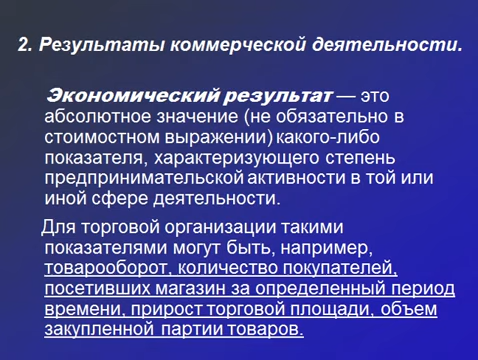 2. Результаты коммерческой деятельности.
Экономический результат — это
абсолютное значение (не обязательно в
стоимостном выражении) какого-либо
показателя, характеризующего степень
предпринимательской активности в той или
иной сфере деятельности.
Для торговой организации такими
показателями могут быть, например,
товарооборот, количество покупателей,
посетивших магазин за определенный период
времени, прирост торговой площади, объем
закупленной партии товаров.